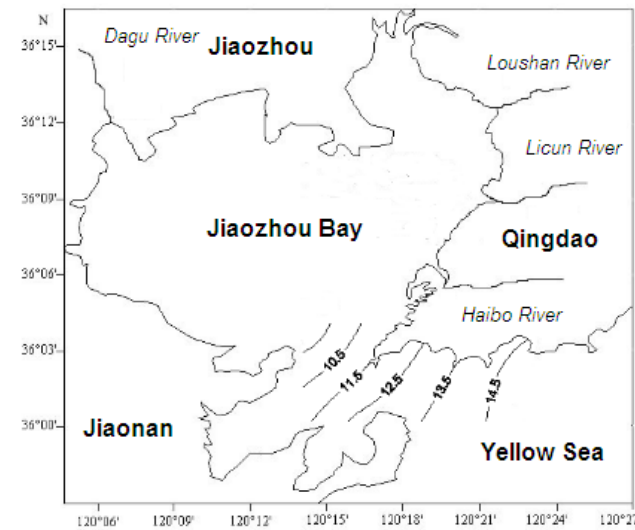 N
Dagu River
Jiaozhou
36°15'
Loushan River
36°12'
Licun River
36°09'
Jiaozhou Bay
Qingdao
36°06'
Haibo River
36°03'
10.5
11.5
12.5
13.5
14.5
36°00'
Jiaonan
Yellow Sea
120°06' 120°09' 120°12' 120°15' 120°18' 120°21' 120°24' 120°27